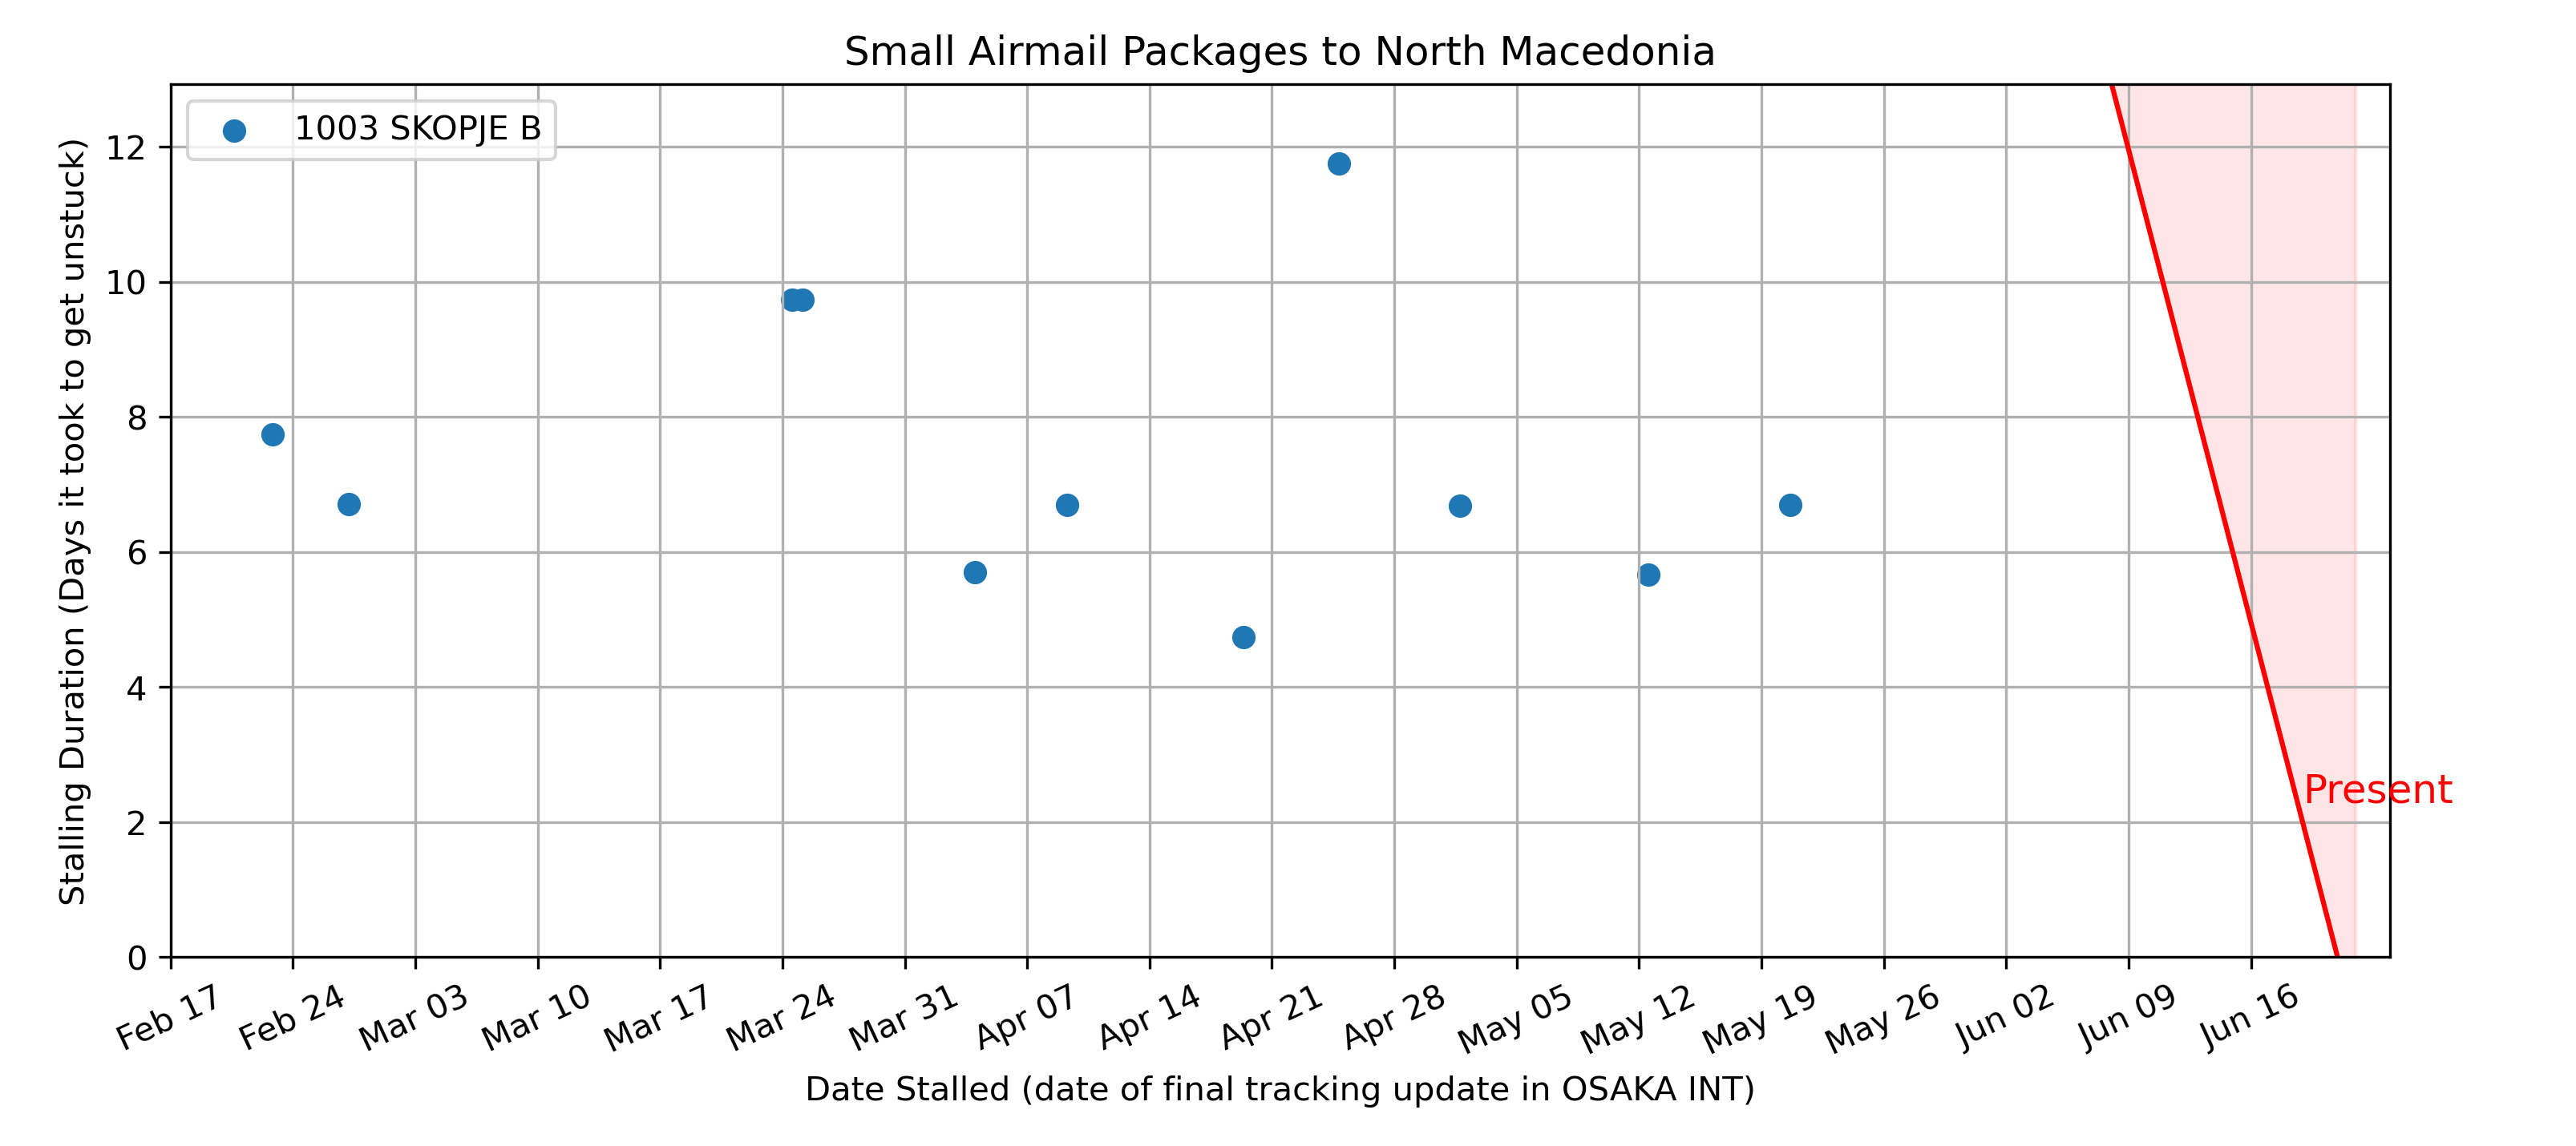 Small Airmail Packages to North Macedonia
1003 SKOPJE B
Stalling Duration (Days it took to get unstuck)
12
10
8
6
4
2
0
Present
Feb 17
Feb 24
Mar 03
Mar 10
Mar 17
Mar 24
Mar 31
Apr 07
Apr 14
Apr 21
Apr 28
May 05
May 12
May 19
May 26
Jun 02
Jun 09
Jun 16
Date Stalled (date of final tracking update in OSAKA INT)